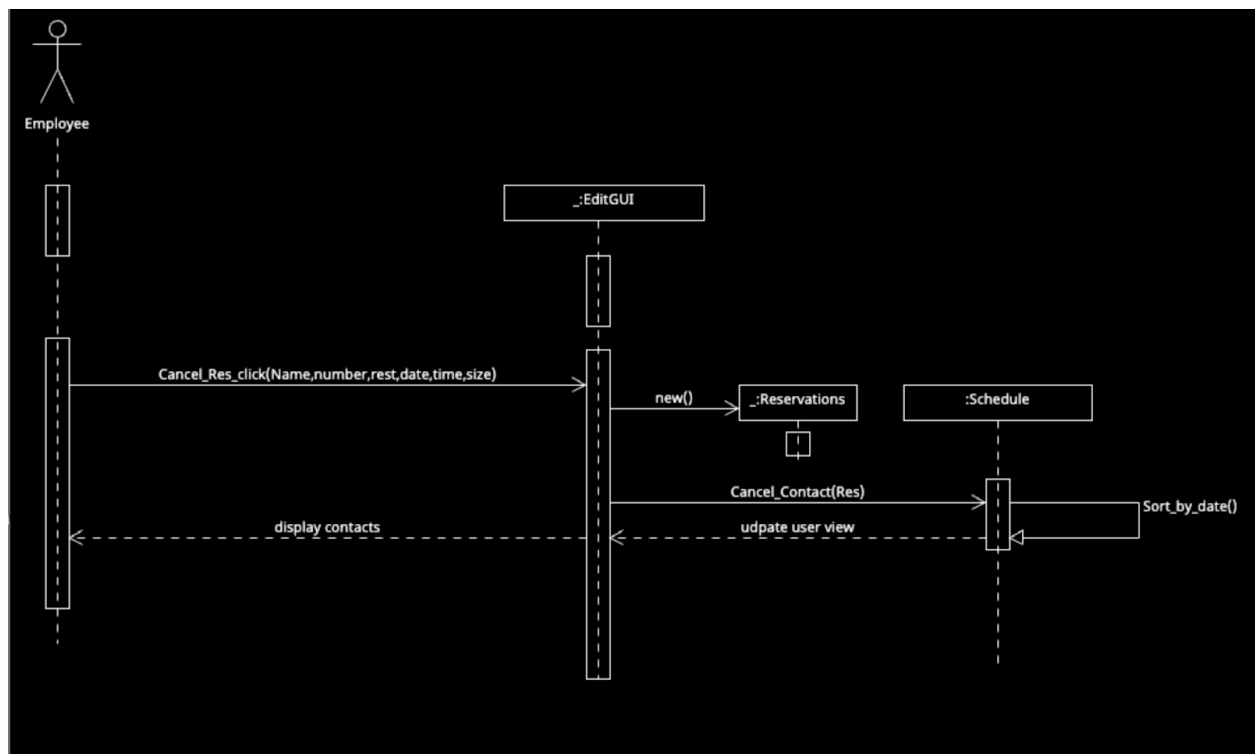 Employee
_:EditGUI
Cancel_Res_click(Name,number,rest,date,time,size)
new()
_:Reservations
:Schedule
Cancel_Contact(Res)
Sort_by_date()
display contacts
udpate user view